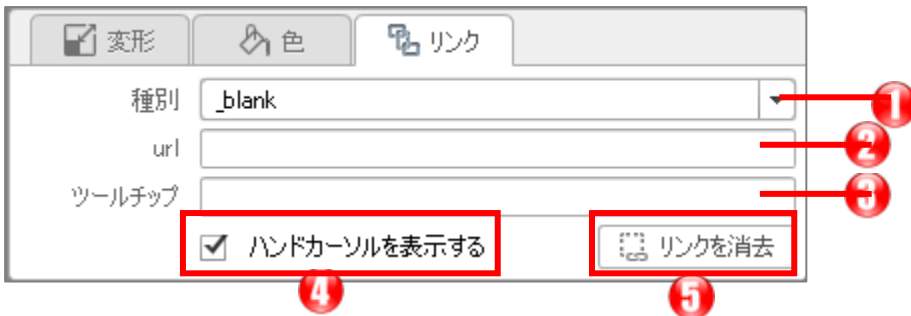 変形 色 リンク
種別 _blank 1
url 2
ツールチップ 3
ハンドカーソルを表示する リンクを消去
4 5